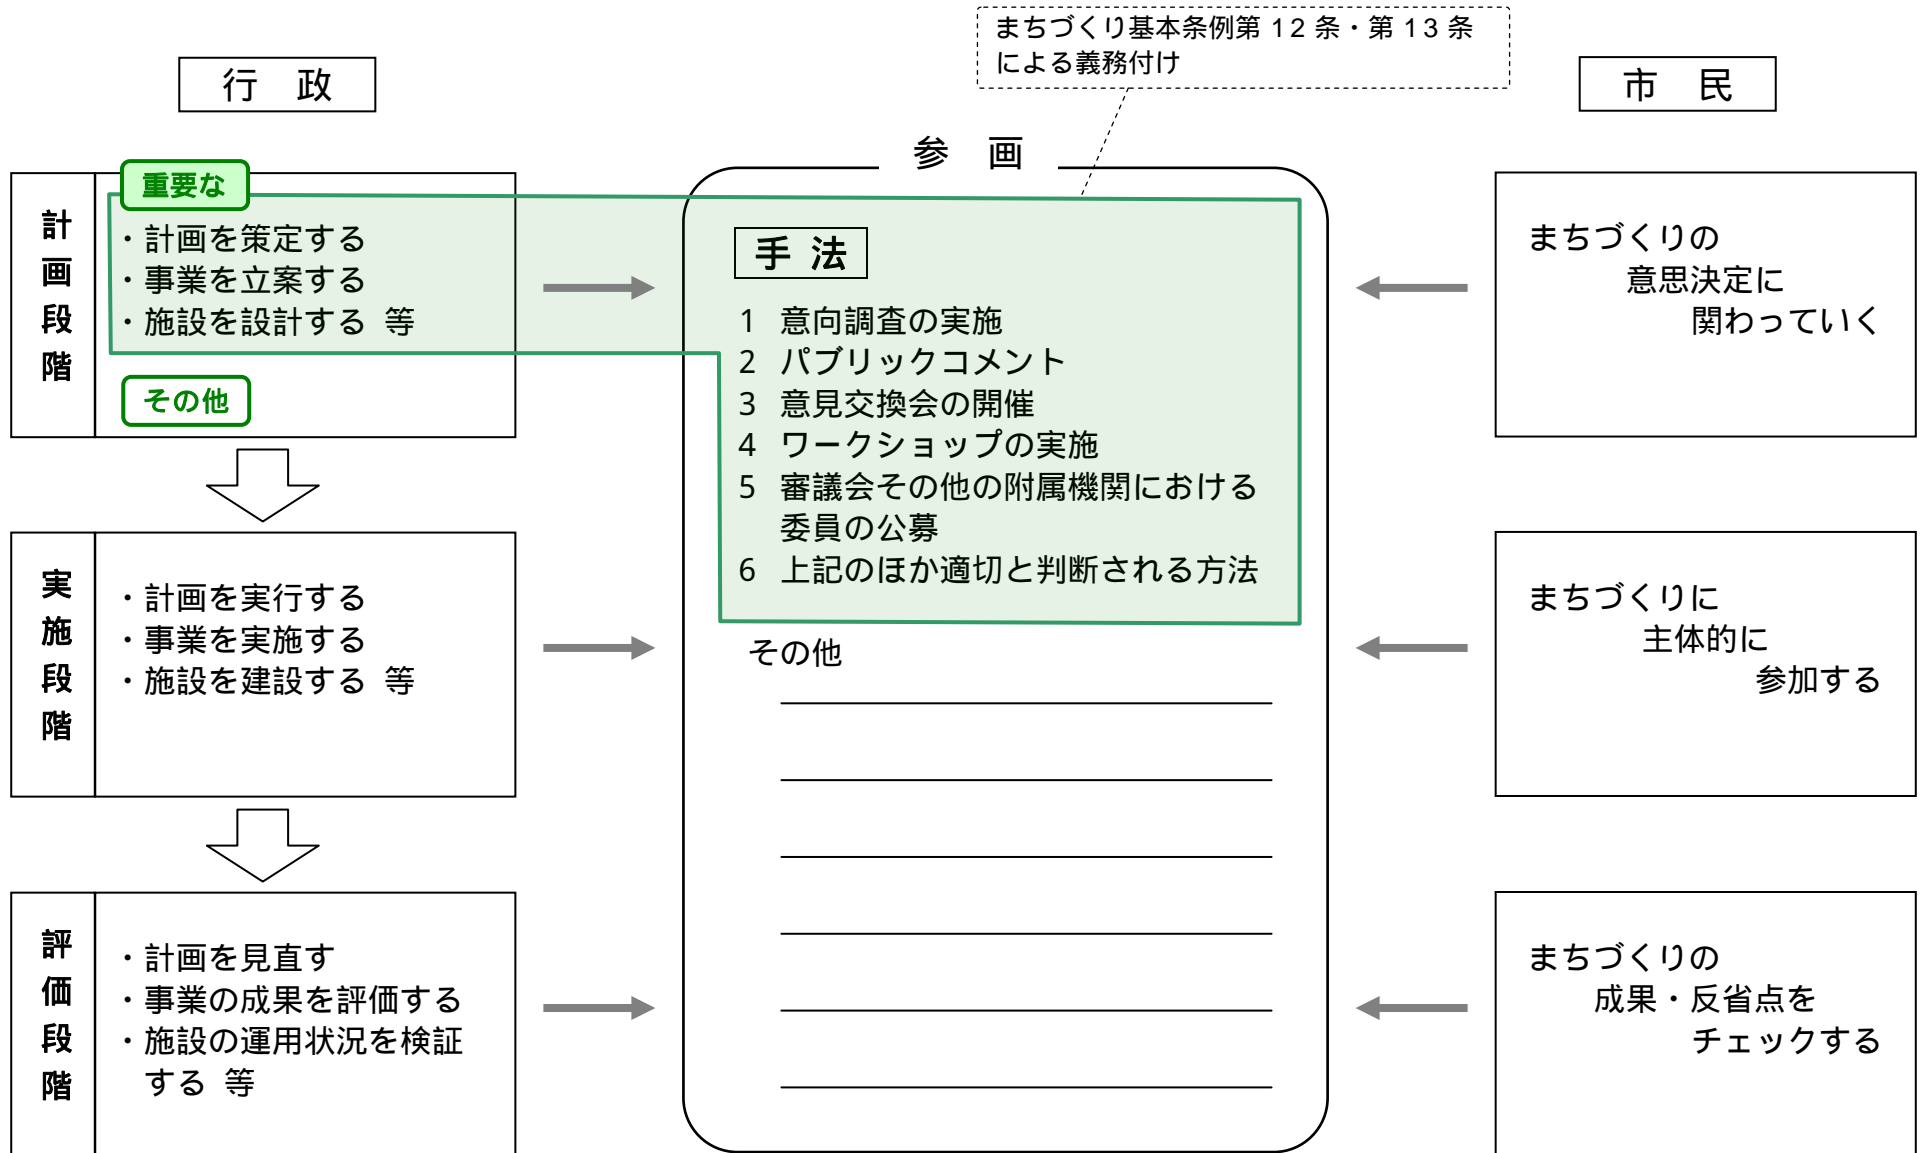 まちづくり基本条例第12条・第13条
による義務付け
行 政
市 民
参 画
計画段階
重要な
・計画を策定する
・事業を立案する
・施設を設計する 等
その他
手 法
1 意向調査の実施
2 パブリックコメント
3 意見交換会の開催
4 ワークショップの実施
5 審議会その他の附属機関における
委員の公募
6 上記のほか適切と判断される方法
その他
まちづくりの
意思決定に
関わっていく
実施段階
・計画を実行する
・事業を実施する
・施設を建設する 等
まちづくりに
主体的に
参加する
評価段階
・計画を見直す
・事業の成果を評価する
・施設の運用状況を検証
する 等
まちづくりの
成果・反省点を
チェックする